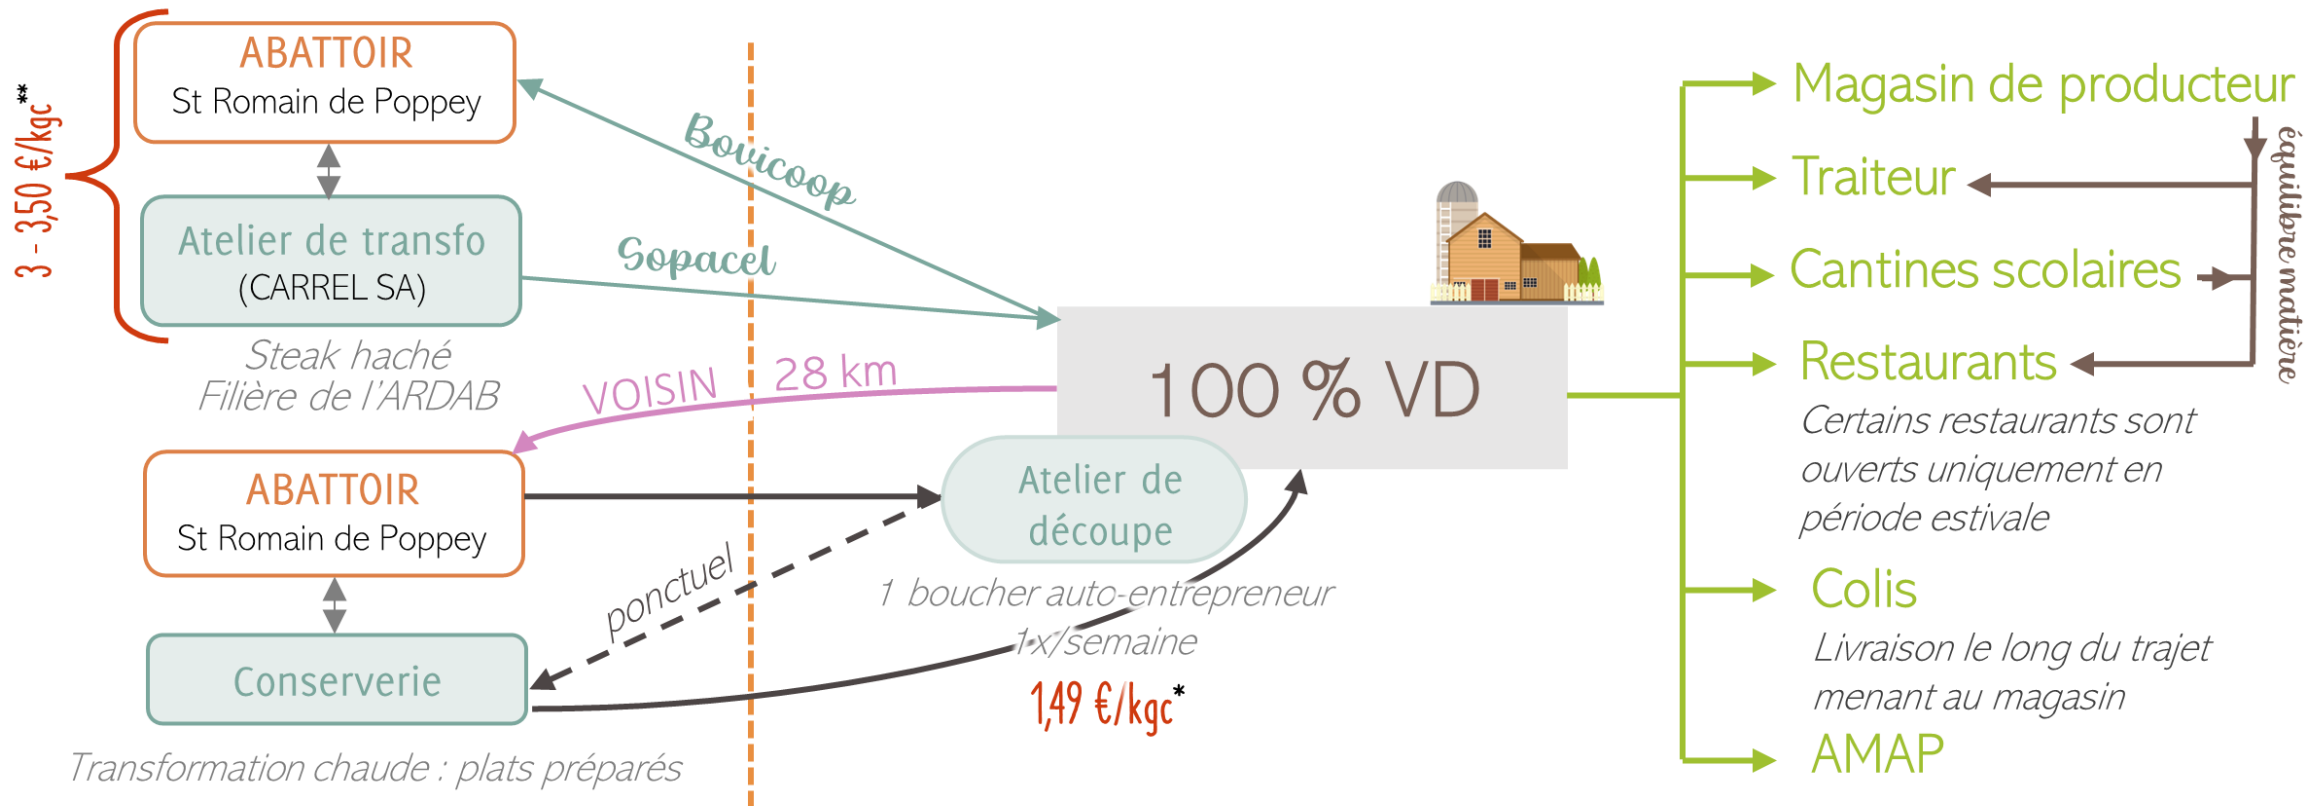 3 - 3,50 €/kgc**
ABATTOIR
St Romain de Poppey
Atelier de transfo
(CARREL SA)
Steak haché
Filière de l'ARDAB
Bovicoop
Sopacel
VOISIN 28 km
100 % VD
ABATTOIR
St Romain de Poppey
Conserverie
Transformation chaude : plats préparés
ponctuel
Atelier de
découpe
1 boucher auto-entrepreneur
1x/semaine
1,49 €/kgc*
Magasin de producteur
Traiteur
Cantines scolaires
Restaurants
Certains restaurants sont
ouverts uniquement en
période estivale
Colis
Livraison le long du trajet
menant au magasin
AMAP
équilibre matière